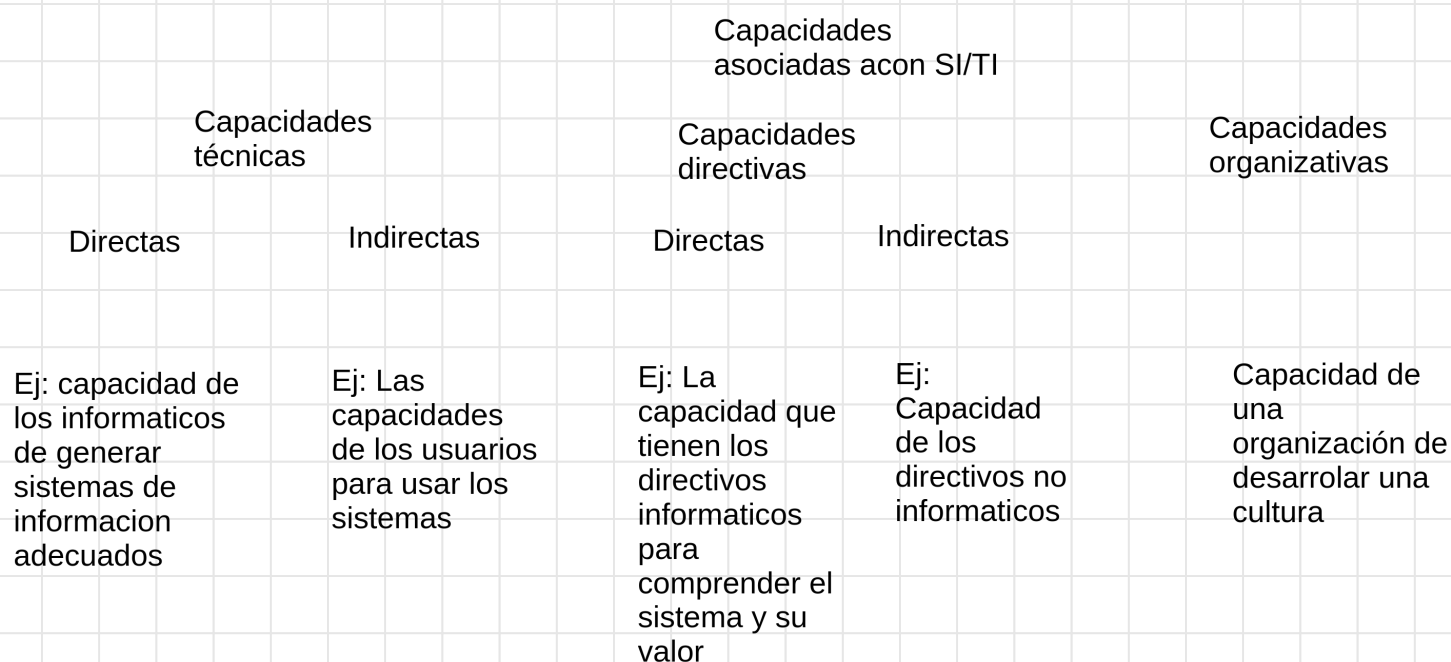 Capacidades
asociadas acon SI/TI
Capacidades
técnicas
Capacidades
directivas
Capacidades
organizativas
Directas
Indirectas
Directas
Indirectas
Ej: capacidad de
los informaticos
de generar
sistemas de
informacion
adecuados
Ej: Las
capacidades
de los usuarios
para usar los
sistemas
Ej: La
capacidad que
tienen los
directivos
informaticos
para
comprender el
sistema y su
valor
Ej:
Capacidad
de los
directivos no
informaticos
Capacidad de
una
organización de
desarrolar una
cultura